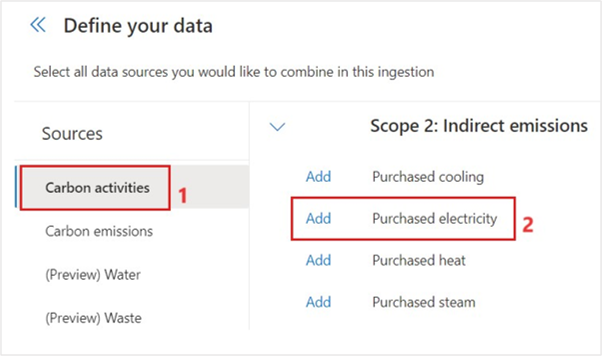 Define your data
Select all data sources you would like to combine in this ingestion
Sources
Carbon activities 1
Carbon emissions
(Preview) Water
(Preview) Waste
Scope 2: Indirect emissions
Add Purchased cooling
Add Purchased electricity 2
Add Purchased heat
Add Purchased steam